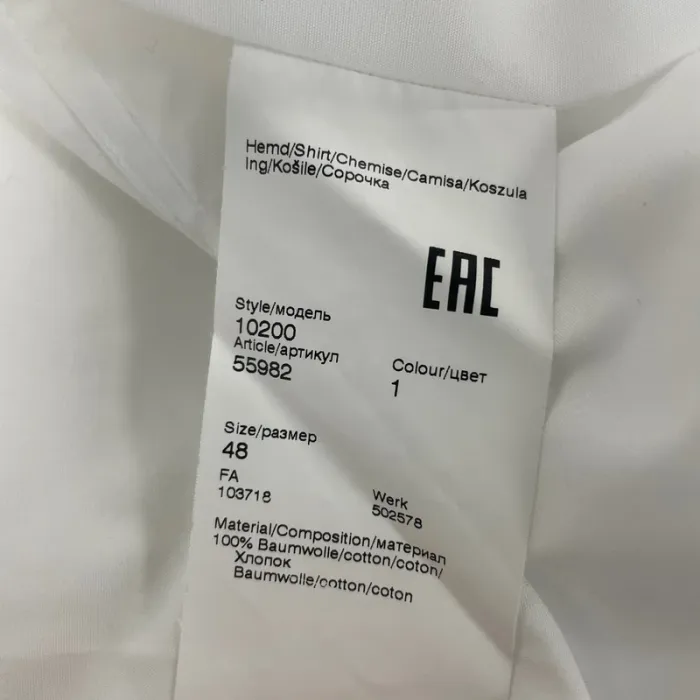 Hemd/Shirt/Chemise/Camisa/Koszula
Ing/Košile/Сорочка
EAC
Style/модель
10200
Article/артикул
55982
Colour/цвет
1
Size/размер
48
FA
103718
Werk
502578
Material/Composition/материал
100% Baumwolle/cotton/coton/
Хлопок
Baumwolle/cotton/coton